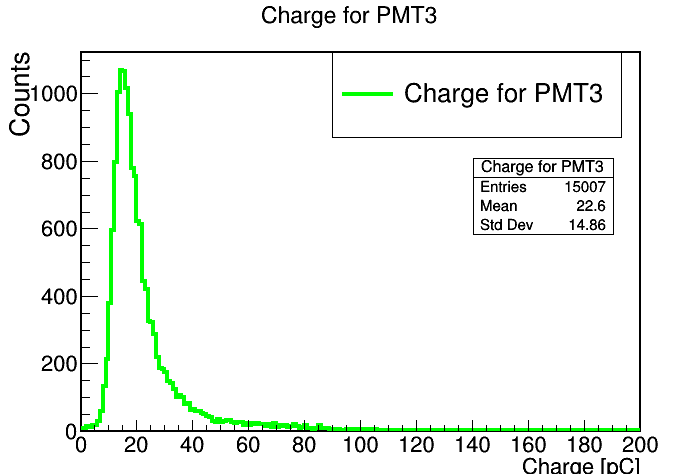 Charge for PMT3
Counts
Charge for PMT3
Charge for PMT3
Entries 15007
Mean 22.6
Std Dev 14.86
1000
800
600
400
200
0
0 20 40 60 80 100 120 140 160 180 200
Charge [pC]